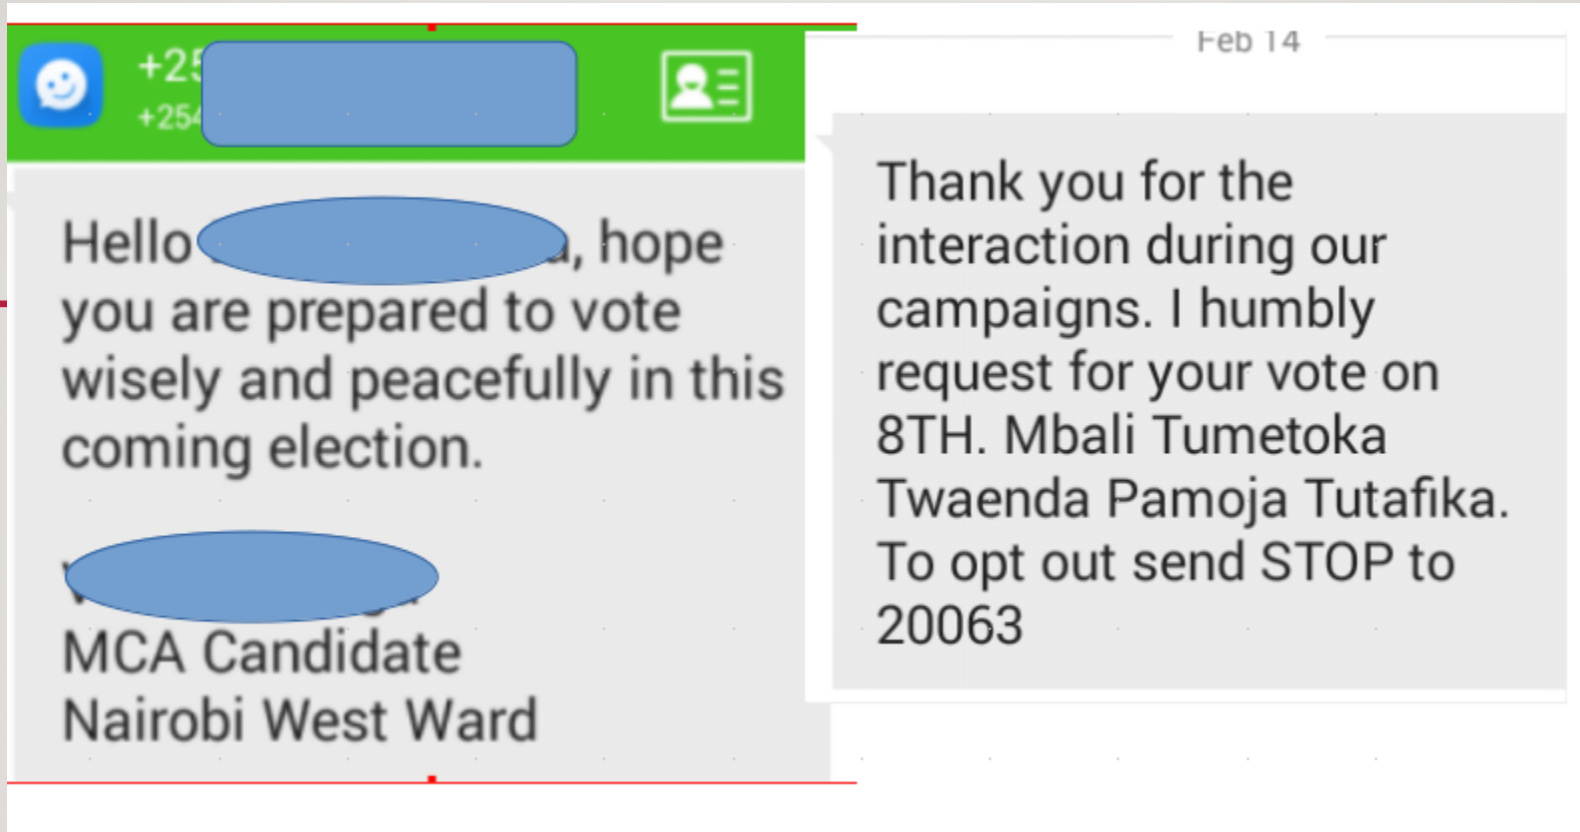 +25
+254
Hello , hope
you are prepared to vote
wisely and peacefully in this
coming election.
MCA Candidate
Nairobi West Ward
Feb 14
Thank you for the
interaction during our
campaigns. I humbly
request for your vote on
8TH. Mbali Tumetoka
Twaenda Pamoja Tutafika.
To opt out send STOP to
20063